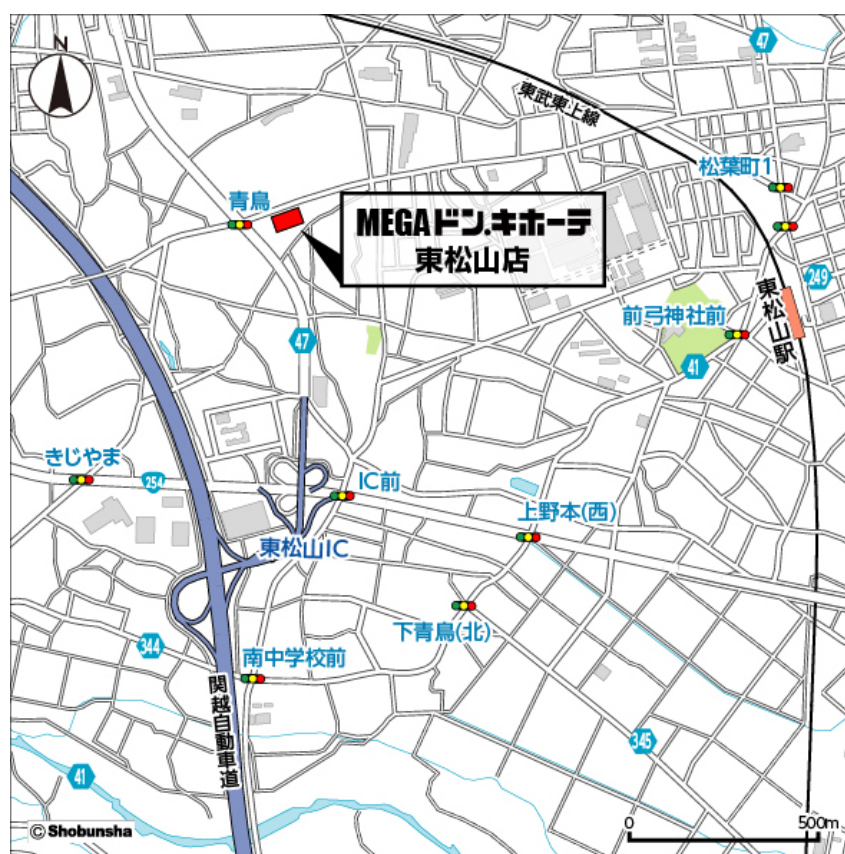 N
47
東武東上線
松葉町1
青鳥
MEGAドン.キホーテ
東松山店
249
前弓神社前
東松山駅
47
41
きじやま
254
IC前
上野本(西)
東松山IC
下青鳥(北)
344
南中学校前
関越自動車道
345
41
© Shobunsha
0
500m